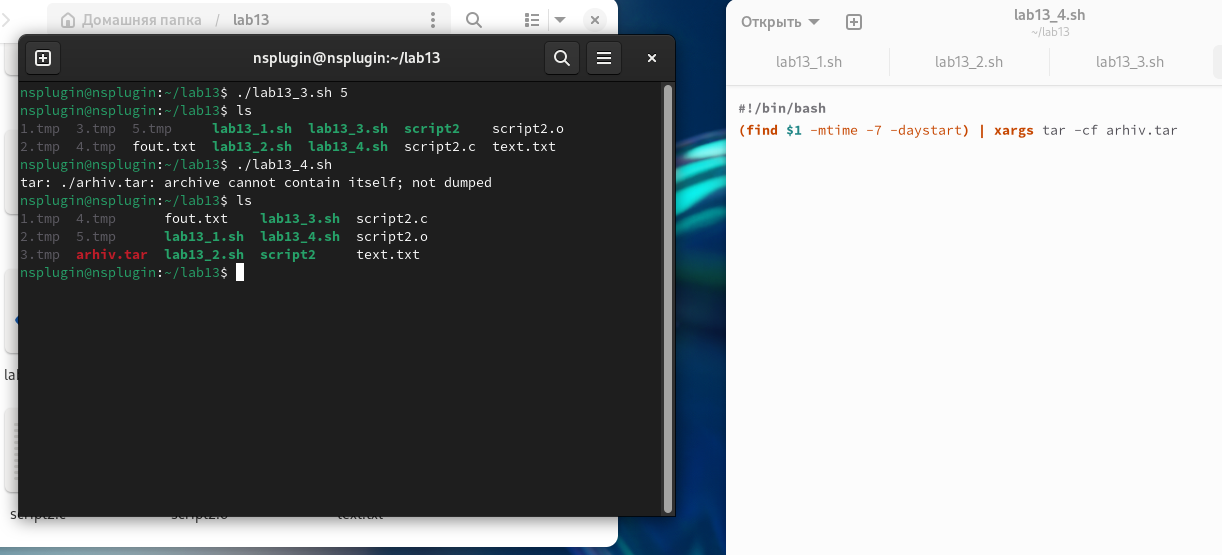 Домашняя папка / lab13
nsplugin@nsplugin:~/lab13
nsplugin@nsplugin:~/lab13$ ./lab13_3.sh 5
nsplugin@nsplugin:~/lab13$ ls
1.tmp 3.tmp 5.tmp lab13_1.sh lab13_3.sh script2 script2.o
2.tmp 4.tmp fout.txt lab13_2.sh lab13_4.sh script2.c text.txt
nsplugin@nsplugin:~/lab13$ ./lab13_4.sh
tar: ./arhiv.tar: archive cannot contain itself; not dumped
nsplugin@nsplugin:~/lab13$ ls
1.tmp 4.tmp fout.txt lab13_3.sh script2.c
2.tmp 5.tmp lab13_1.sh lab13_4.sh script2.o
3.tmp arhiv.tar lab13_2.sh script2 text.txt
nsplugin@nsplugin:~/lab13$
Открыть
lab13_4.sh
~/lab13
lab13_1.sh lab13_2.sh lab13_3.sh
#!/bin/bash
(find $1 -mtime -7 -daystart) | xargs tar -cf arhiv.tar